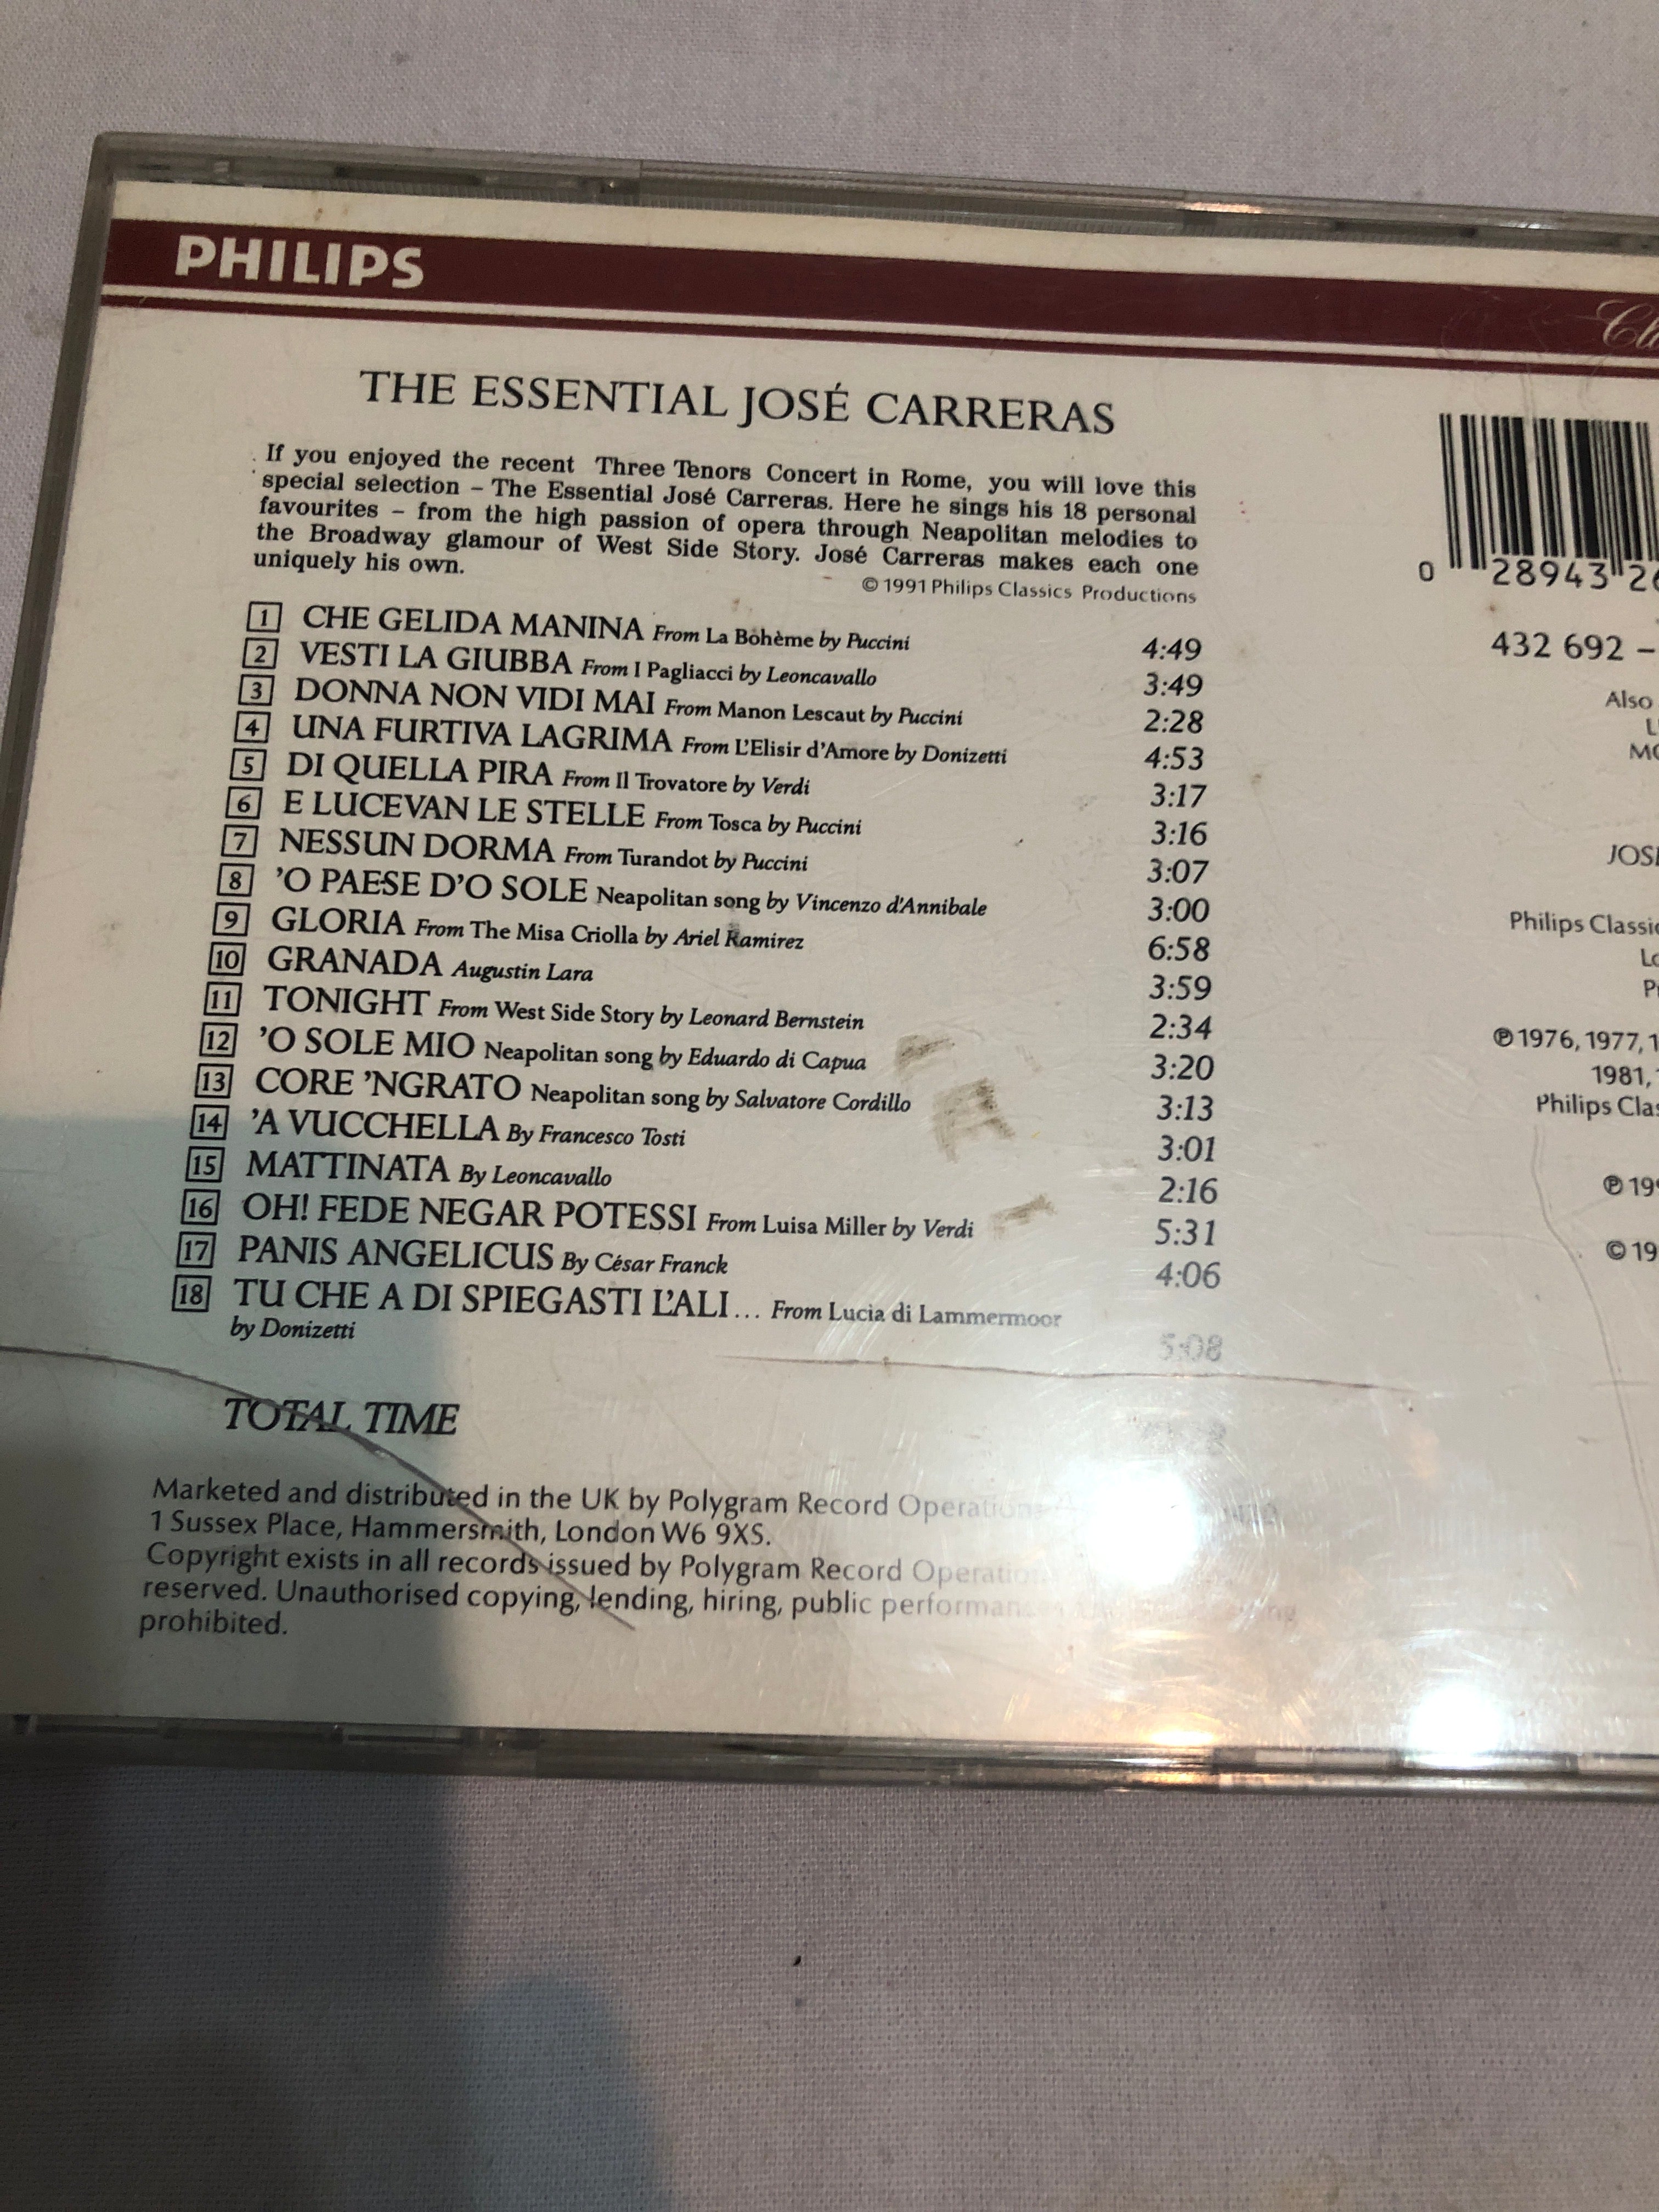 PHILIPS
THE ESSENTIAL JOSÉ CARRERAS
If you enjoyed the recent Three Tenors Concert in Rome, you will love this
special selection – The Essential José Carreras. Here he sings his 18 personal
favourites – from the high passion of opera through Neapolitan melodies to
the Broadway glamour of West Side Story. José Carreras makes each one
uniquely his own.
© 1991 Philips Classics Productions
1 CHE GELIDA MANINA From La Bohème by Puccini 4:49
2 VESTI LA GIUBBA From I Pagliacci by Leoncavallo 3:49
3 DONNA NON VIDI MAI From Manon Lescaut by Puccini 2:28
4 UNA FURTIVA LAGRIMA From L'Elisir d'Amore by Donizetti 4:53
5 DI QUELLA PIRA From Il Trovatore by Verdi 3:17
6 E LUCEVAN LE STELLE From Tosca by Puccini 3:16
7 NESSUN DORMA From Turandot by Puccini 3:07
8 'O PAESE D'O SOLE Neapolitan song by Vincenzo d'Annibale 3:00
9 GLORIA From The Misa Criolla by Ariel Ramirez 6:58
10 GRANADA Augustin Lara 3:59
11 TONIGHT From West Side Story by Leonard Bernstein 2:34
12 'O SOLE MIO Neapolitan song by Eduardo di Capua 3:20
13 CORE 'NGRATO Neapolitan song by Salvatore Cordillo 3:13
14 'A VUCCHELLA By Francesco Tosti 3:01
15 MATTINATA By Leoncavallo 2:16
16 OH! FEDE NEGAR POTESSI From Luisa Miller by Verdi 5:31
17 PANIS ANGELICUS By César Franck 4:06
18 TU CHE A DI SPIEGASTI L'ALI... From Lucia di Lammermoor
by Donizetti 5:08
TOTAL TIME
Marketed and distributed in the UK by Polygram Record Operations
1 Sussex Place, Hammersmith, London W6 9XS.
Copyright exists in all records issued by Polygram Record Operations
reserved. Unauthorised copying, lending, hiring, public performance
prohibited.
0 28943 26
432 692 –
Also
Philips
℗ 1976, 1977,
1981,
Philips
℗
©